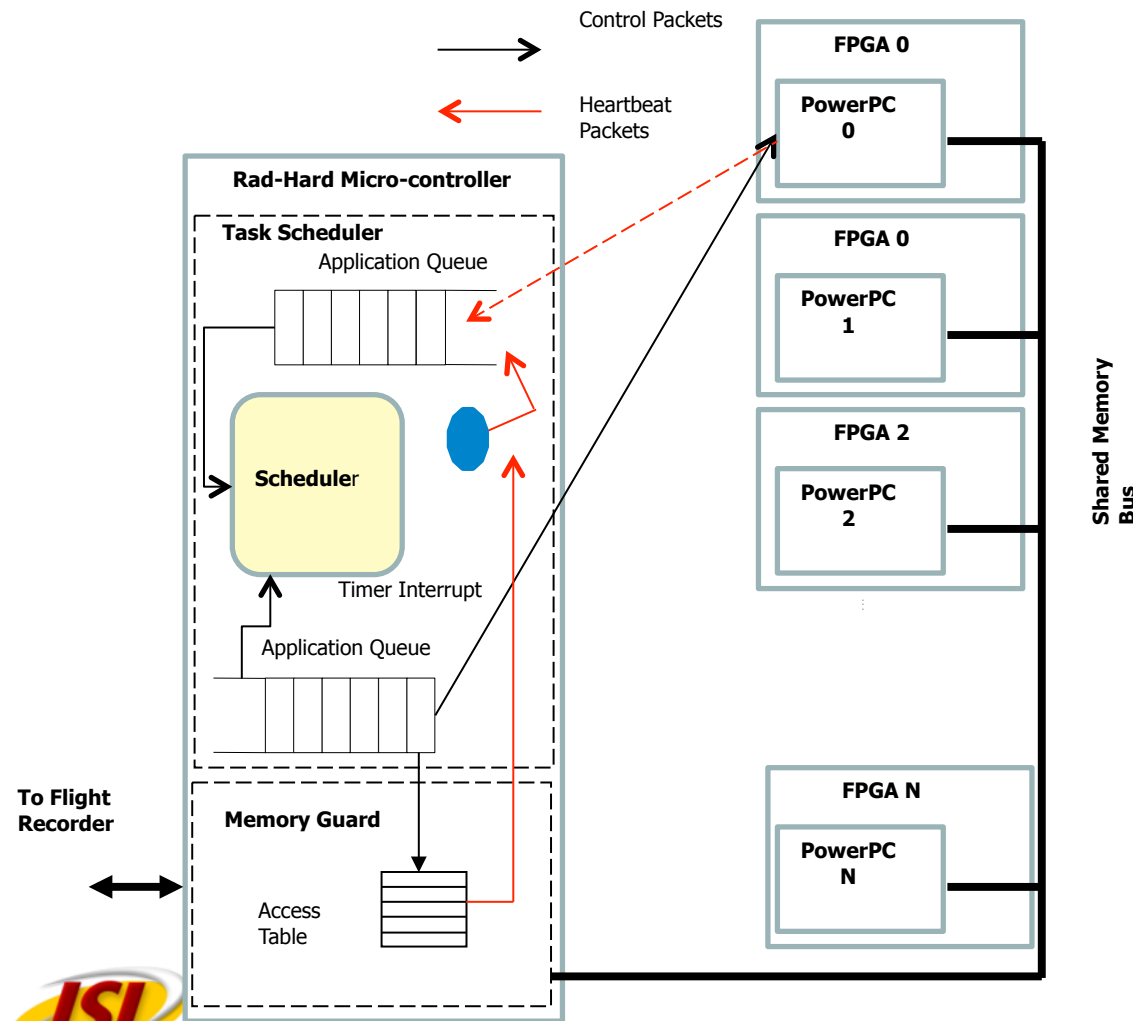 Control Packets
Heartbeat
Packets
Rad-Hard Micro-controller
Task Scheduler
Application Queue
Scheduler
Timer Interrupt
Application Queue
Memory Guard
Access
Table
To Flight
Recorder
FPGA 0
PowerPC
0
FPGA 0
PowerPC
1
FPGA 2
PowerPC
2
FPGA N
PowerPC
N
Shared Memory
Bus
ISI